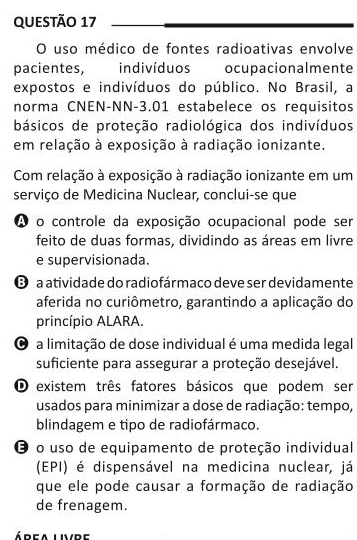 QUESTÃO 17
O uso médico de fontes radioativas envolve
pacientes, indivíduos ocupacionalmente
expostos e indivíduos do público. No Brasil, a
norma CNEN-NN-3.01 estabelece os requisitos
básicos de proteção radiológica dos indivíduos
em relação à exposição à radiação ionizante.
Com relação à exposição à radiação ionizante em um
serviço de Medicina Nuclear, conclui-se que
A o controle da exposição ocupacional pode ser
feito de duas formas, dividindo as áreas em livre
e supervisionada.
B a atividade do radiofármaco deve ser devidamente
aferida no curiômetro, garantindo a aplicação do
princípio ALARA.
C a limitação de dose individual é uma medida legal
suficiente para assegurar a proteção desejável.
D existem três fatores básicos que podem ser
usados para minimizar a dose de radiação: tempo,
blindagem e tipo de radiofármaco.
E o uso de equipamento de proteção individual
(EPI) é dispensável na medicina nuclear, já
que ele pode causar a formação de radiação
de frenagem.
ÁREA LIVRE